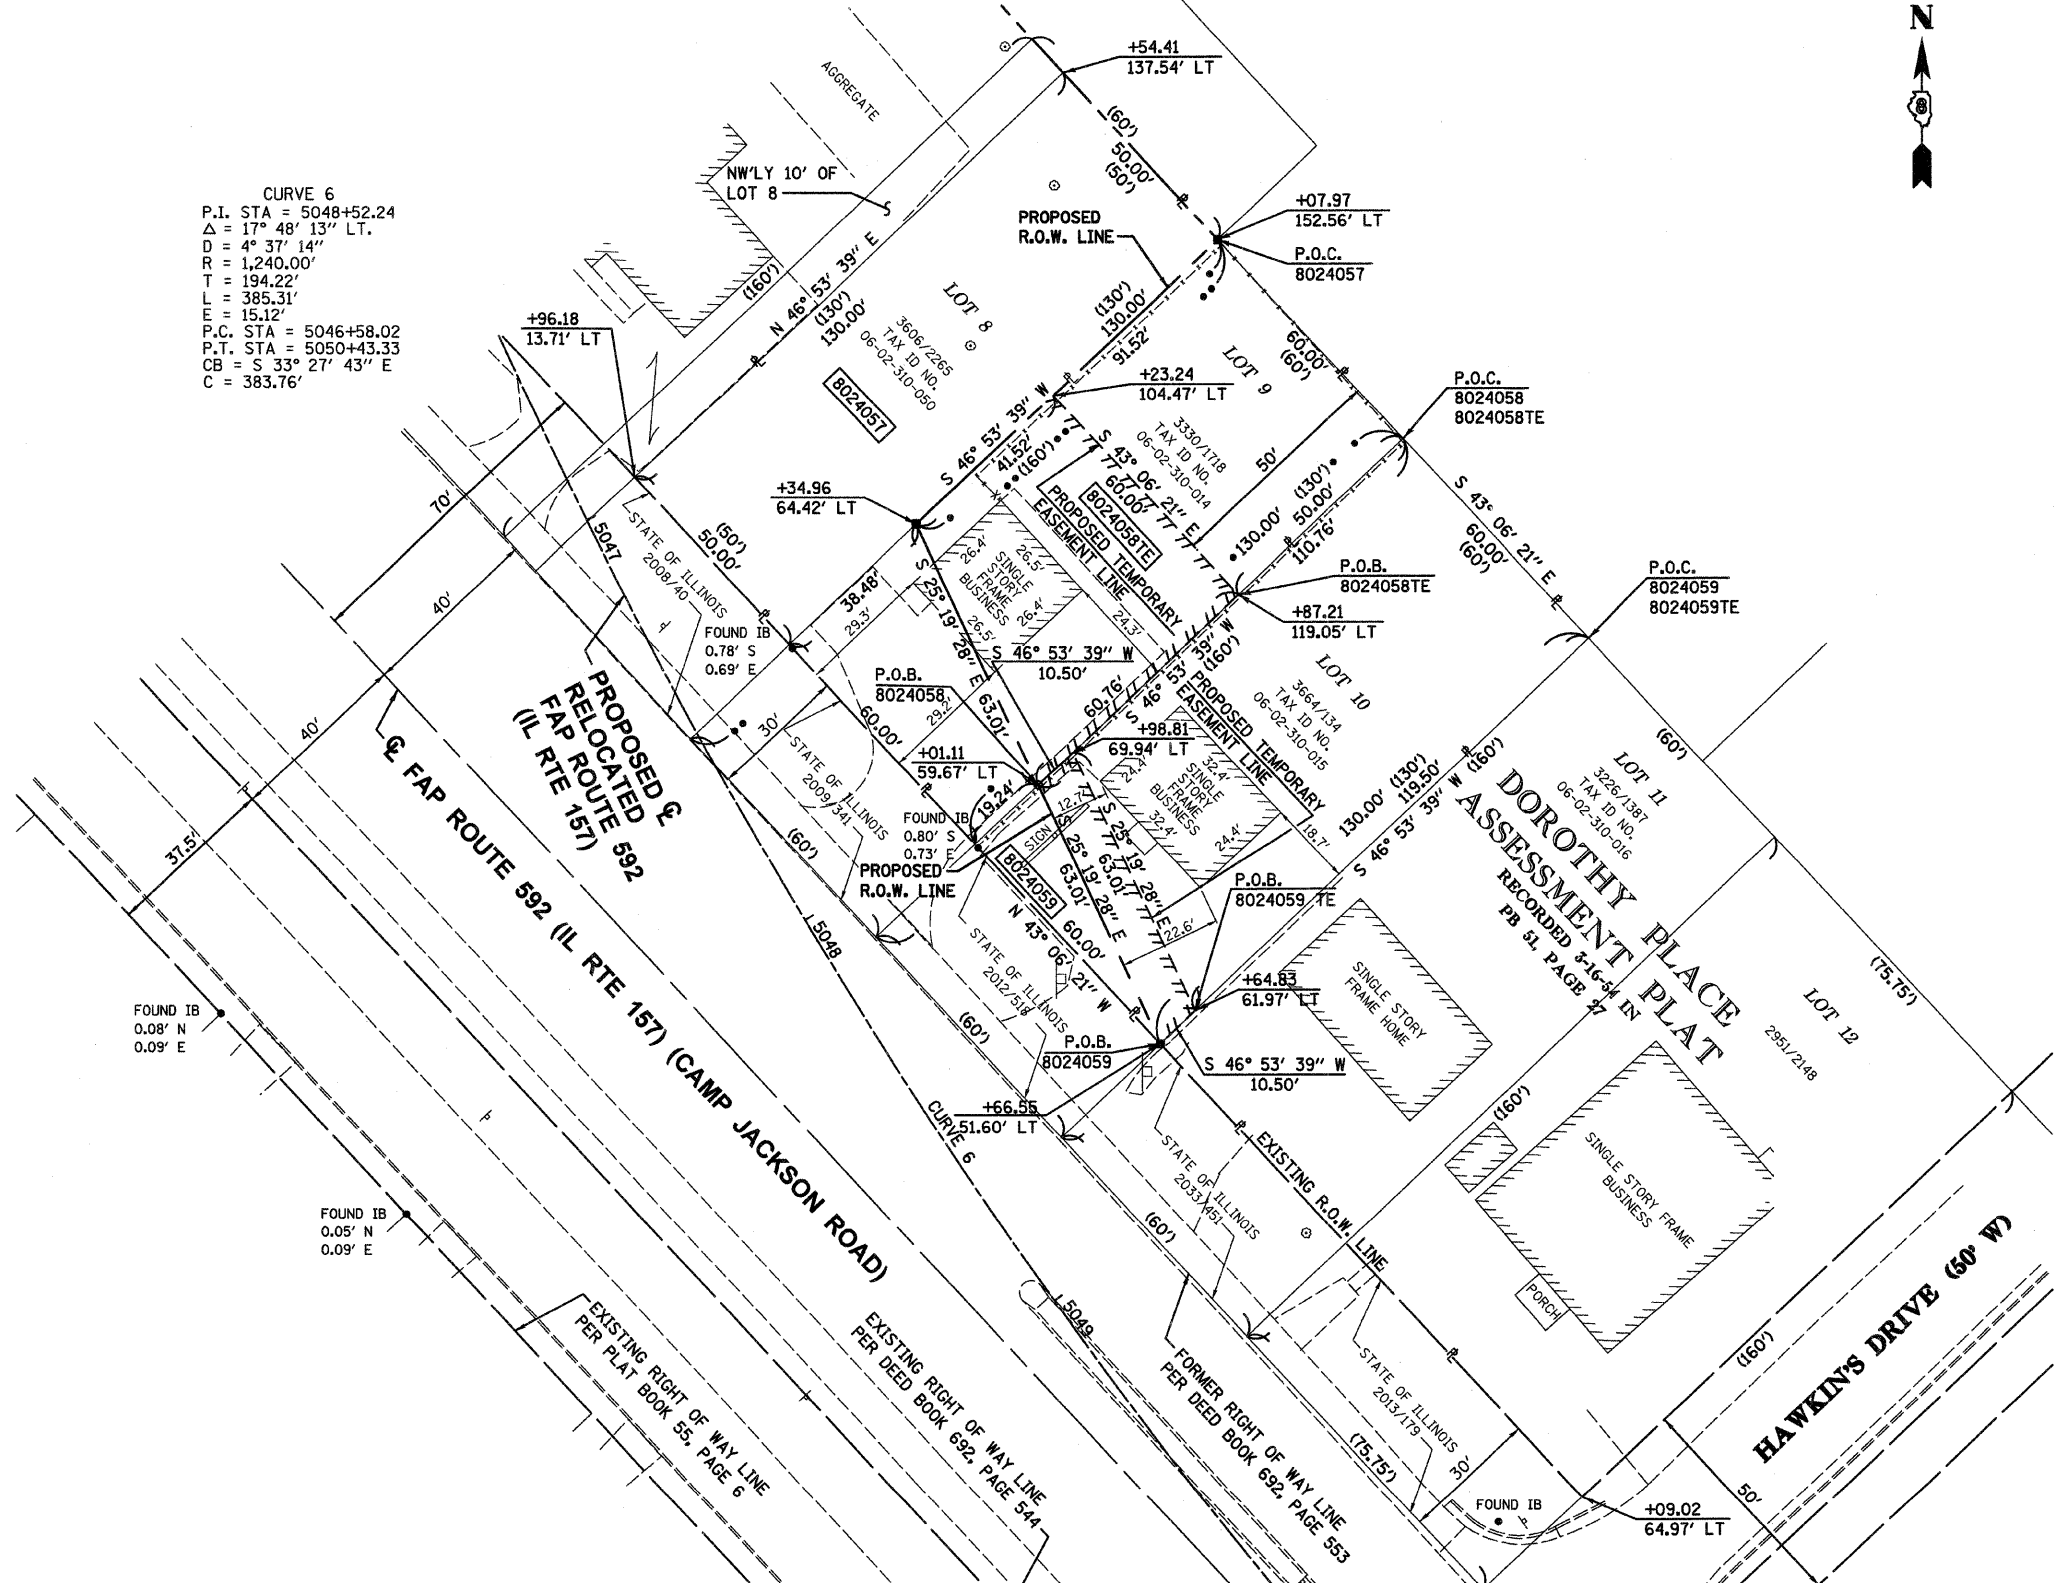 N
+54.41
137.54' LT
AGGREGATE
(60')
50.00'
(50')
NW'LY 10' OF
LOT 8
CURVE 6
P.I. STA = 5048+52.24
Δ = 17° 48' 13" LT.
D = 4° 37' 14"
R = 1,240.00'
T = 194.22'
L = 385.31'
E = 15.12'
P.C. STA = 5046+58.02
P.T. STA = 5050+43.33
CB = S 33° 27' 43" E
C = 383.76'
+07.97
152.56' LT
PROPOSED
R.O.W. LINE
P.O.C.
8024057
N 46° 53' 39" E
(160')
(130')
130.00'
LOT 8
3606/2265
TAX ID NO.
06-02-310-050
8024057
+96.18
13.71' LT
(130')
130.00'
91.52'
LOT 9
60.00'
(60')
+23.24
104.47' LT
3330/1718
TAX ID NO.
06-02-310-014
P.O.C.
8024058
8024058TE
S 46° 53' 39" W
41.52'
(160')
S 43° 06' 21" E
60.00'
50'
(130')
50.00'
130.00'
110.76'
+34.96
64.42' LT
8024058TE
PROPOSED TEMPORARY
EASEMENT LINE
S 43° 06' 21" E
60.00'
(60')
70'
40'
5047
STATE OF ILLINOIS
2008/40
(50')
50.00'
38.48'
29.3'
26.4'
26.5'
SINGLE
STORY
FRAME
BUSINESS
26.4'
26.5'
24.3'
S 25° 19' 28" E
63.01'
P.O.B.
8024058TE
+87.21
119.05' LT
P.O.C.
8024059
8024059TE
FOUND IB
0.78' S
0.69' E
S 46° 53' 39" W
10.50'
P.O.B.
8024058
29.2'
60.76'
S 46° 53' 39" W
(160')
LOT 10
3664/134
TAX ID NO.
06-02-310-015
PROPOSED ℄
RELOCATED
FAP ROUTE 592
(IL RTE 157)
30'
60.00'
STATE OF ILLINOIS
2009/341
+98.81
69.94' LT
+01.11
59.67' LT
PROPOSED TEMPORARY
EASEMENT LINE
40'
(60')
FOUND IB
0.80' S
0.73' E
19.24'
SIGN
12.7'
24.4'
32.4'
SINGLE
STORY
FRAME
BUSINESS
32.4'
24.4'
18.7'
130.00' (130')
119.50'
S 46° 53' 39" W
(160')
(60')
LOT 11
3226/1387
TAX ID NO.
06-02-310-016
DOROTHY PLACE
ASSESSMENT PLAT
RECORDED 3-16-54 IN
PB 51, PAGE 27
37.5'
℄ FAP ROUTE 592 (IL RTE 157) (CAMP JACKSON ROAD)
PROPOSED
R.O.W. LINE
8024059
S 25° 19' 28" E
63.01'
S 25° 19' 28" E
63.01'
P.O.B.
8024059 TE
22.6'
5048
N 43° 06' 21" W
60.00'
STATE OF ILLINOIS
2012/518
(60')
+64.83
61.97' LT
SINGLE STORY
FRAME HOME
(75.75')
LOT 12
2951/2148
FOUND IB
0.08' N
0.09' E
P.O.B.
8024059
S 46° 53' 39" W
10.50'
+66.55
51.60' LT
CURVE 6
EXISTING R.O.W. LINE
STATE OF ILLINOIS
2033/451
(60')
(160')
SINGLE STORY FRAME
BUSINESS
PORCH
FOUND IB
0.05' N
0.09' E
5049
HAWKIN'S DRIVE (50' W)
EXISTING RIGHT OF WAY LINE
PER PLAT BOOK 55, PAGE 6
EXISTING RIGHT OF WAY LINE
PER DEED BOOK 692, PAGE 544
FORMER RIGHT OF WAY LINE
PER DEED BOOK 692, PAGE 553
STATE OF ILLINOIS
2013/179
(75.75')
30'
(160')
FOUND IB
+09.02
64.97' LT
50'